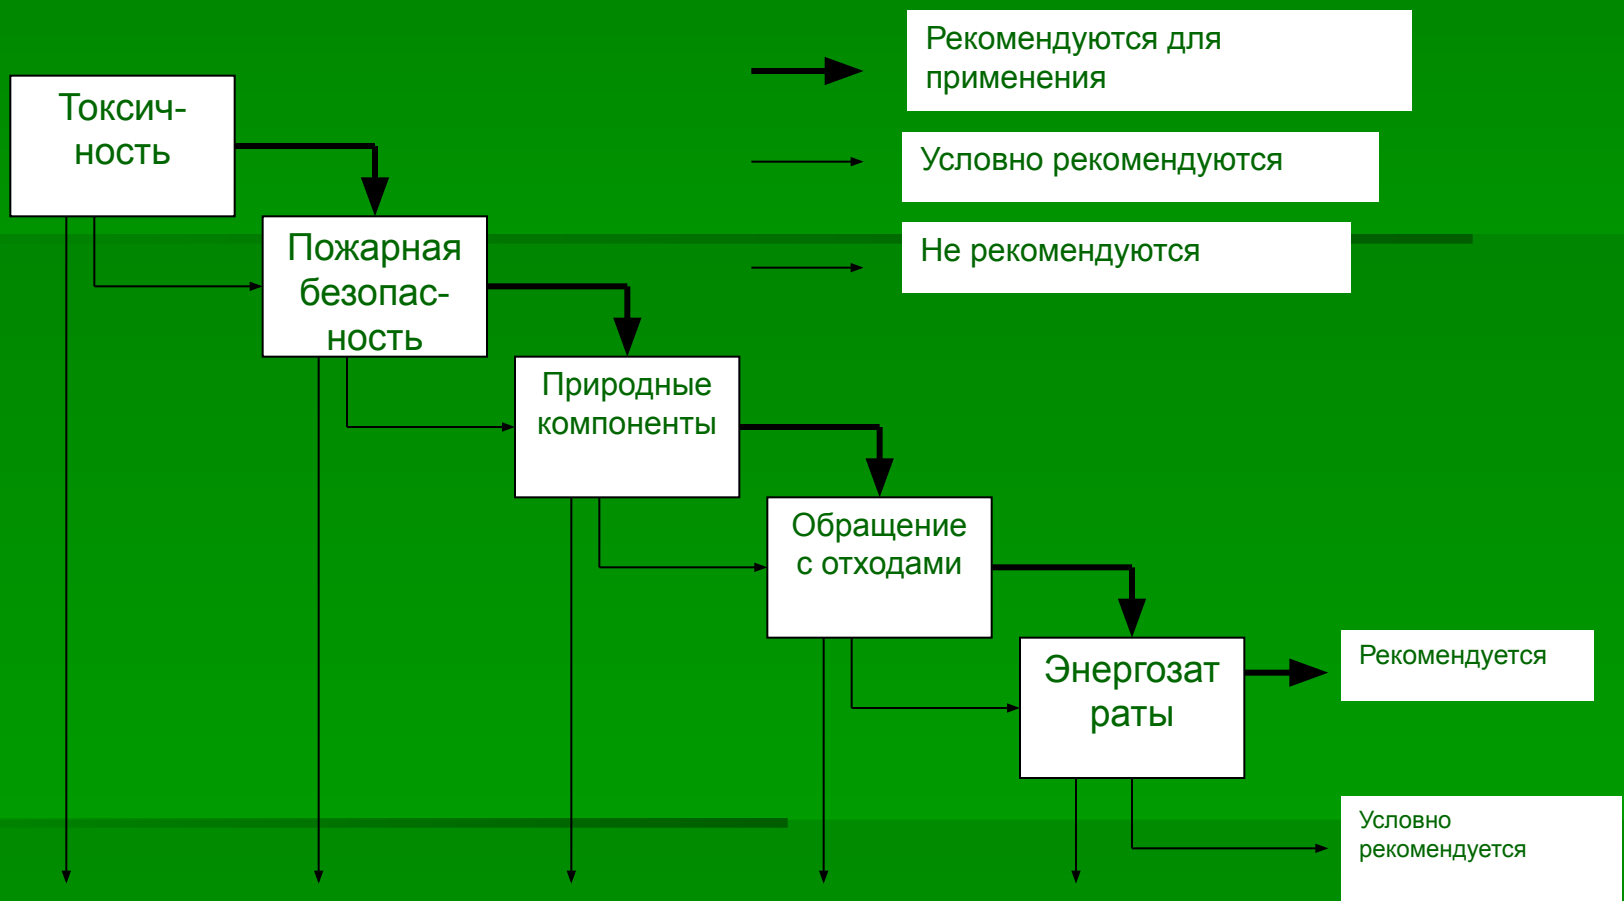 Рекомендуются для
применения
Токсич-
ность
Условно рекомендуются
Не рекомендуются
Пожарная
безопас-
ность
Природные
компоненты
Обращение
с отходами
Энергозат
раты
Рекомендуется
Условно
рекомендуется